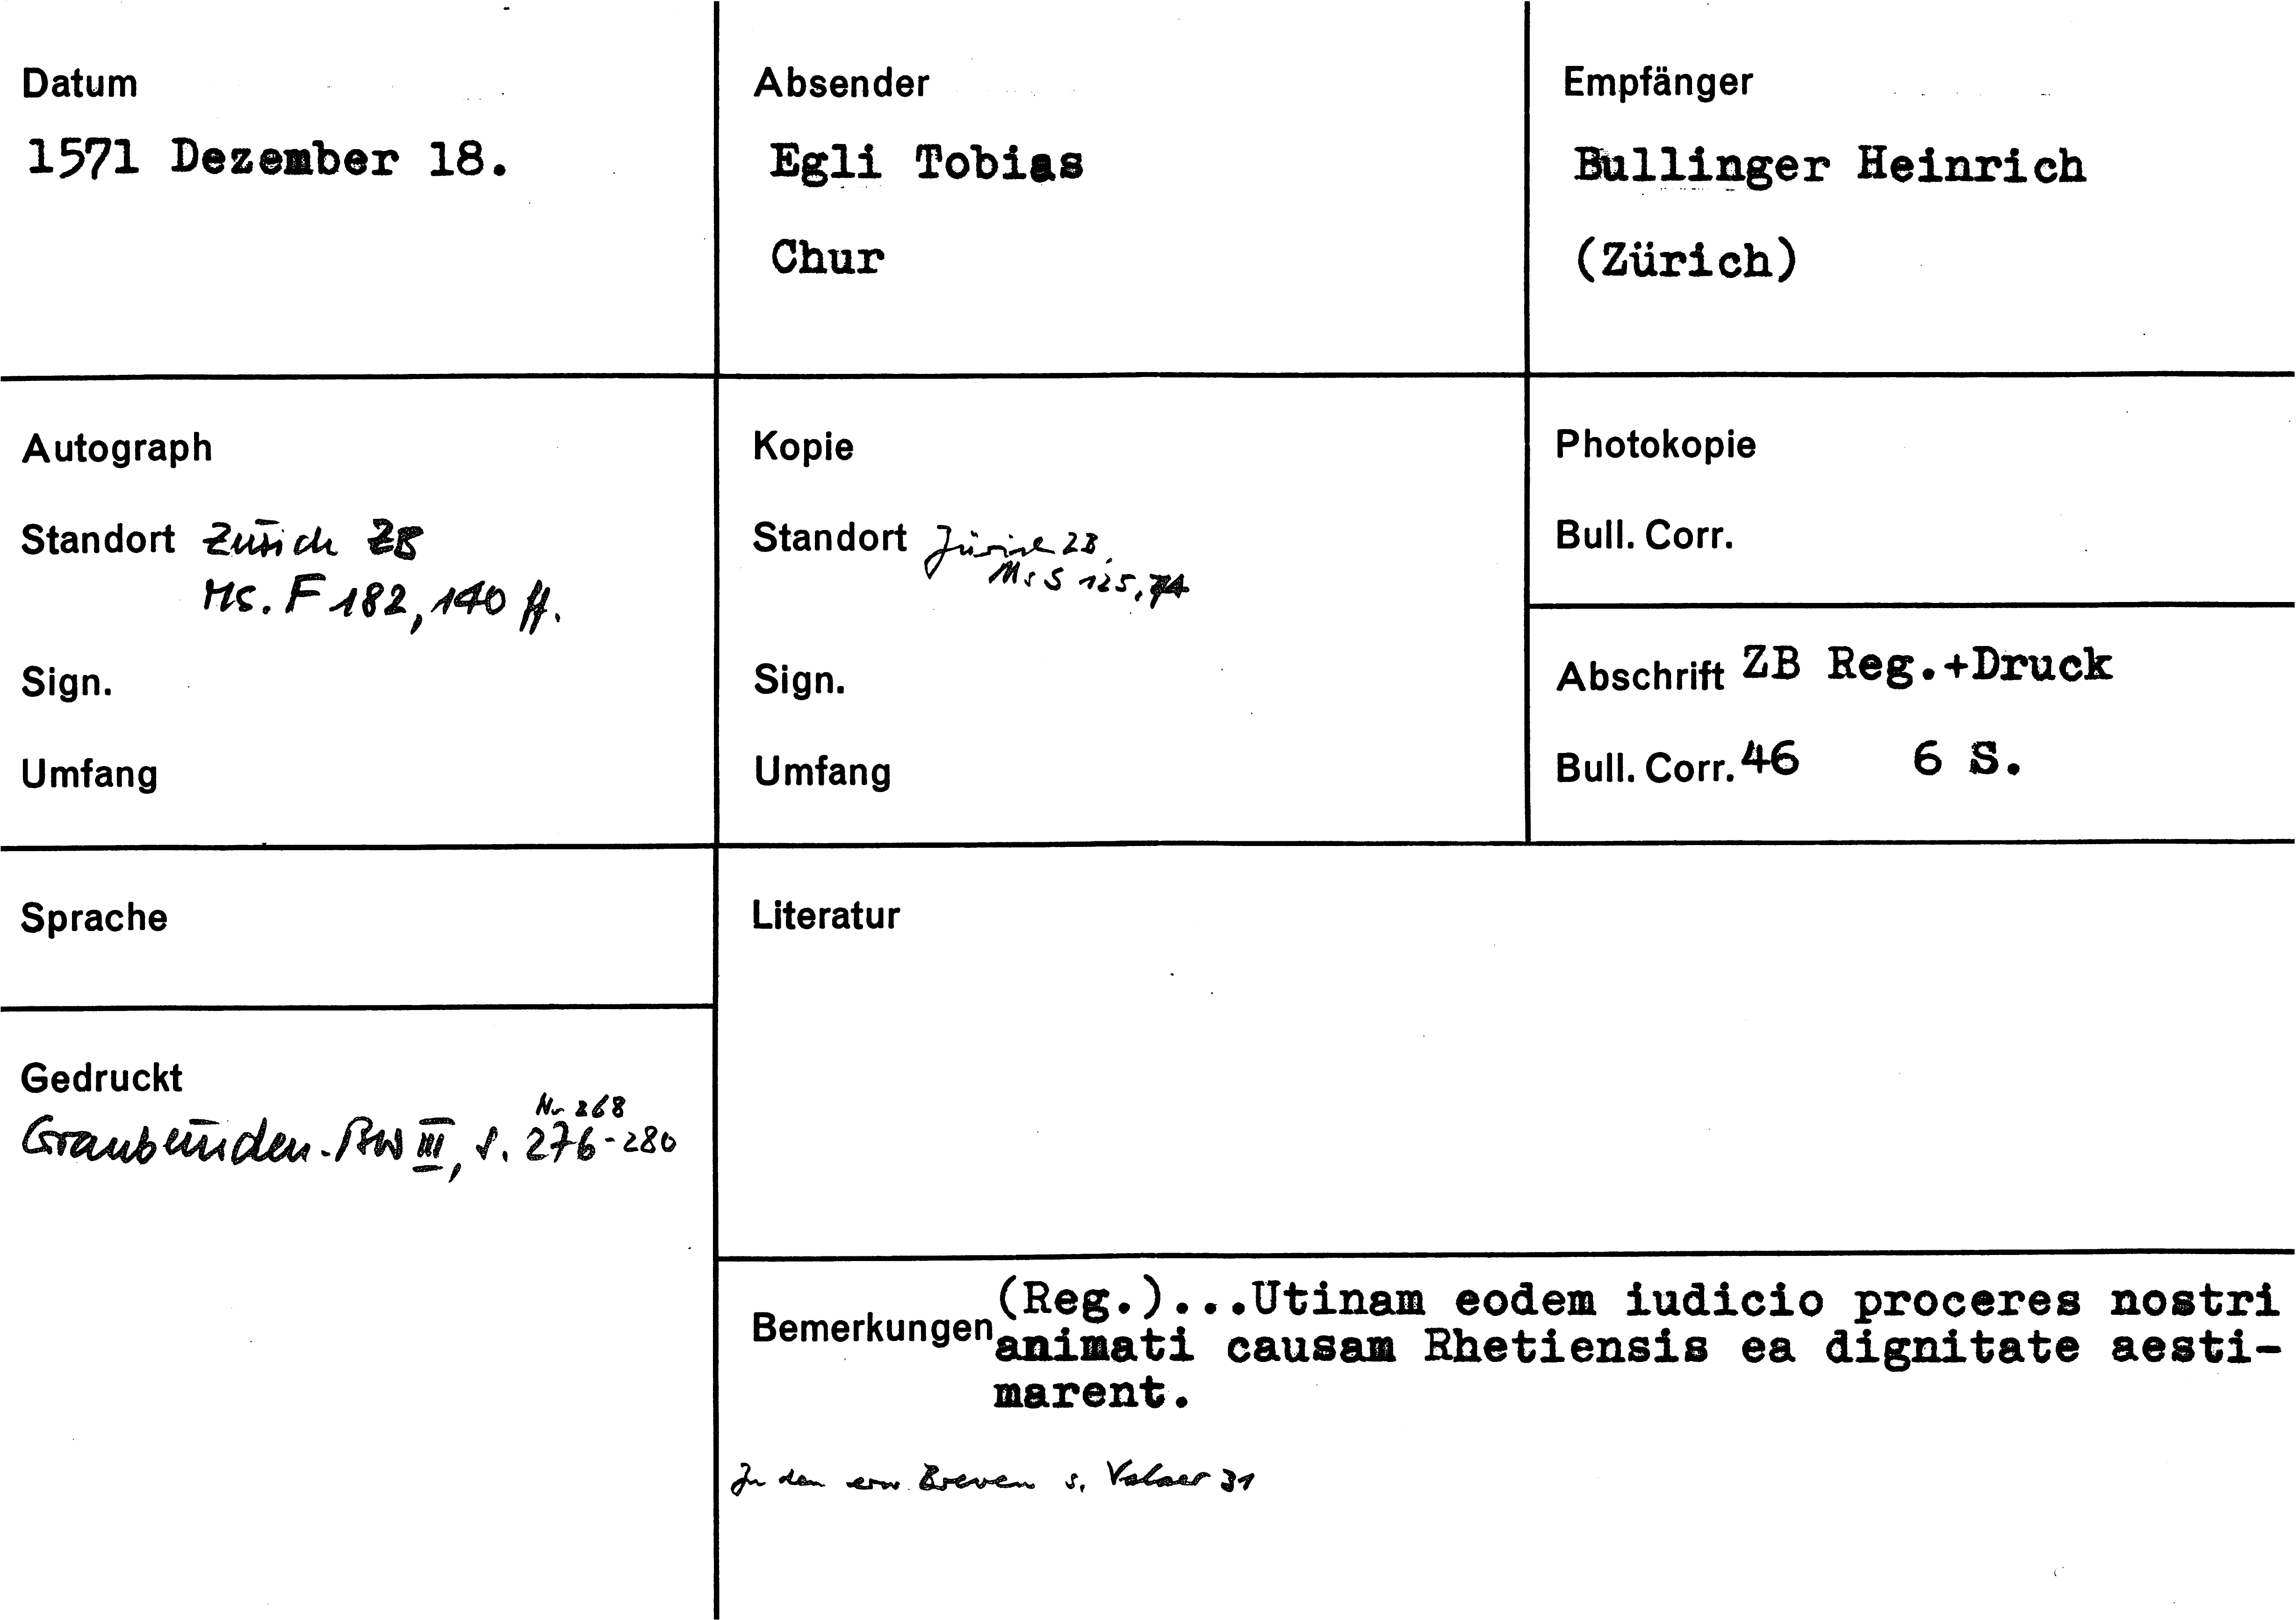 Datum
1571 Dezember 18.
Absender
Egli Tobias
Chur
Empfänger
Bullinger Heinrich
(Zürich)
Autograph
Standort Zürich ZB
Ms. F 182, 140 ff.
Sign.
Umfang
Kopie
Standort Zürich ZB,
Ms S 125, 74
Sign.
Umfang
Photokopie
Bull. Corr.
Abschrift ZB Reg.+Druck
Bull. Corr. 46 6 S.
Sprache
Literatur
Gedruckt
Nr 268
Graubünden. BW III, S. 276-280
Bemerkungen (Reg.)...Utinam eodem iudicio proceres nostri
animati causam Rhetiensis ea dignitate aesti-
marent.
Zu den erw. Breven s. Valaer 31